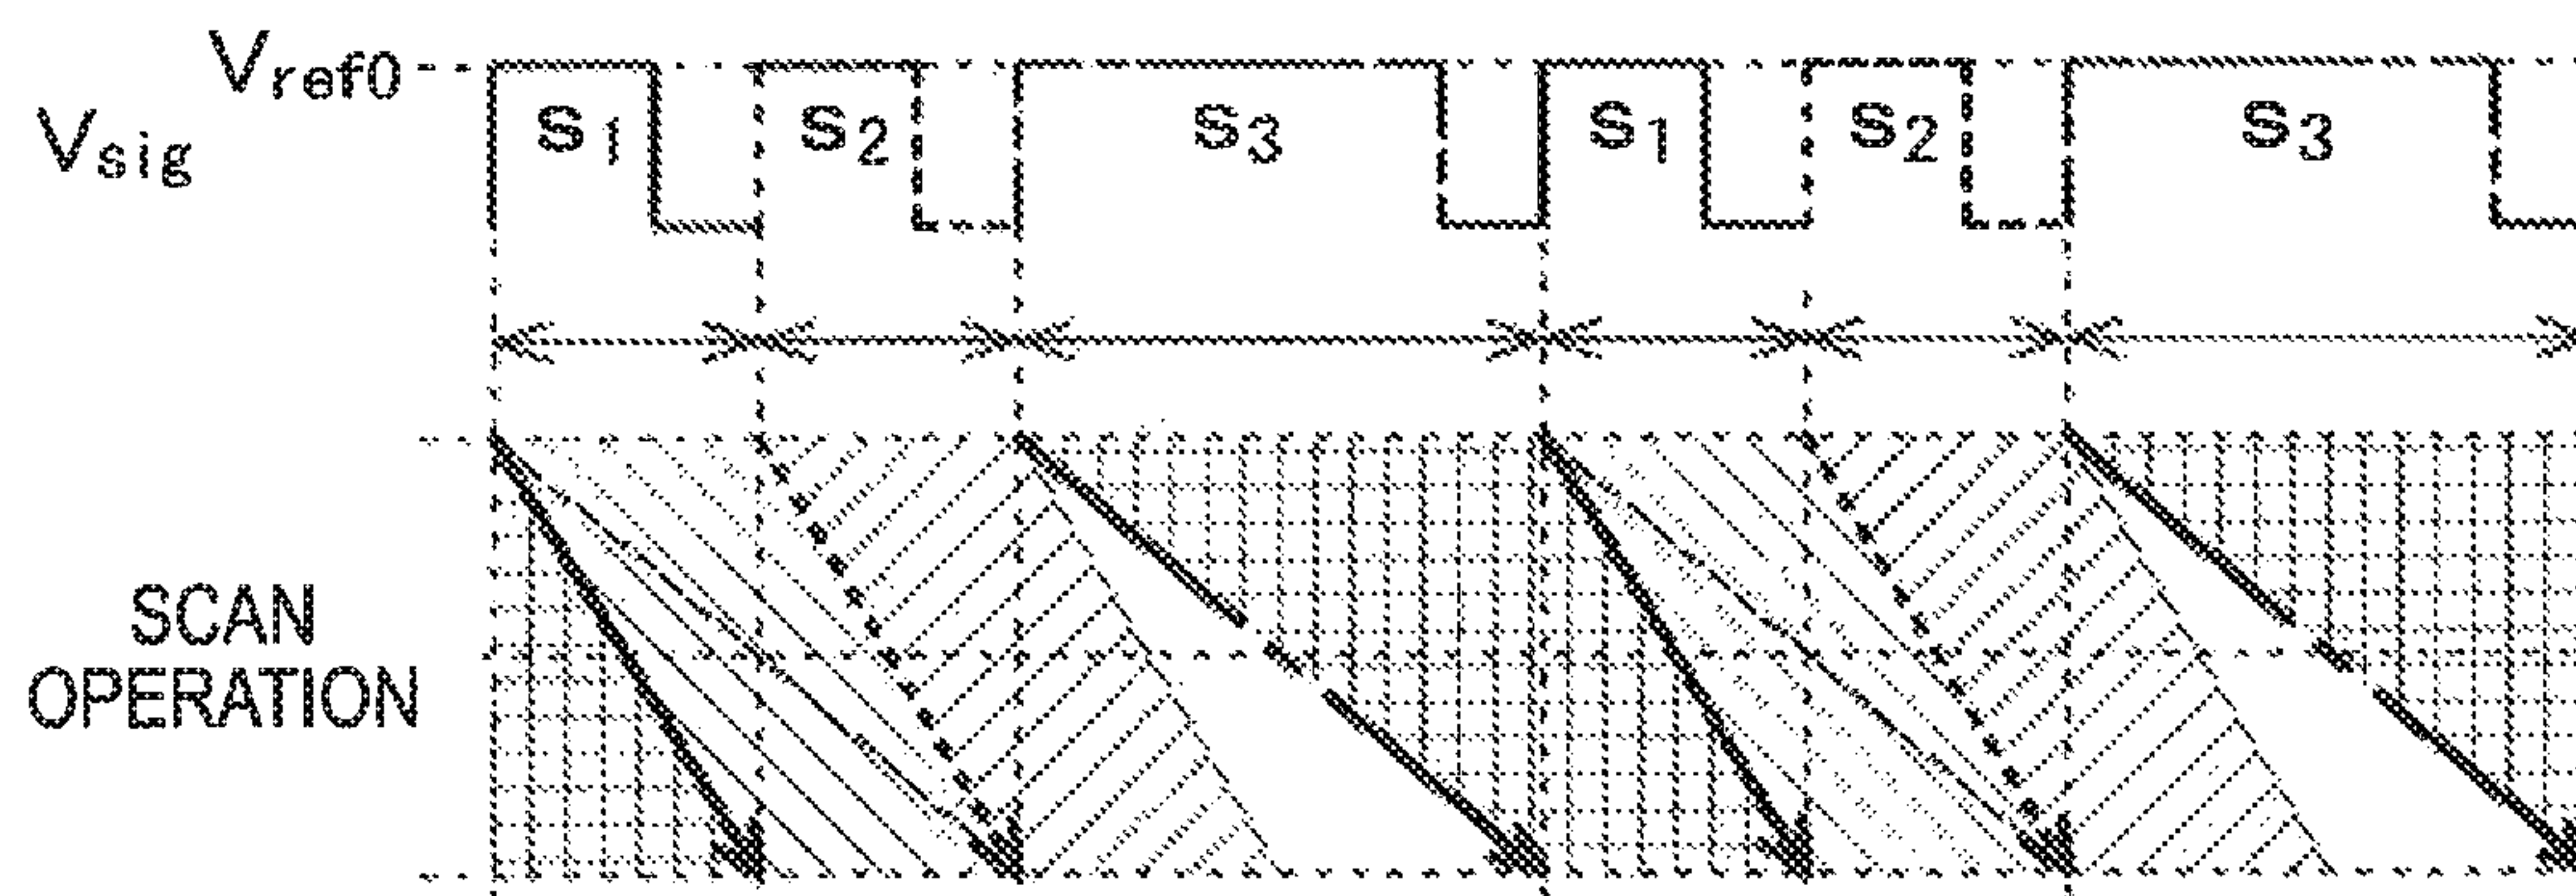 Vref0
Vsig
S1 S2 S3 S1 S2 S3
SCAN
OPERATION